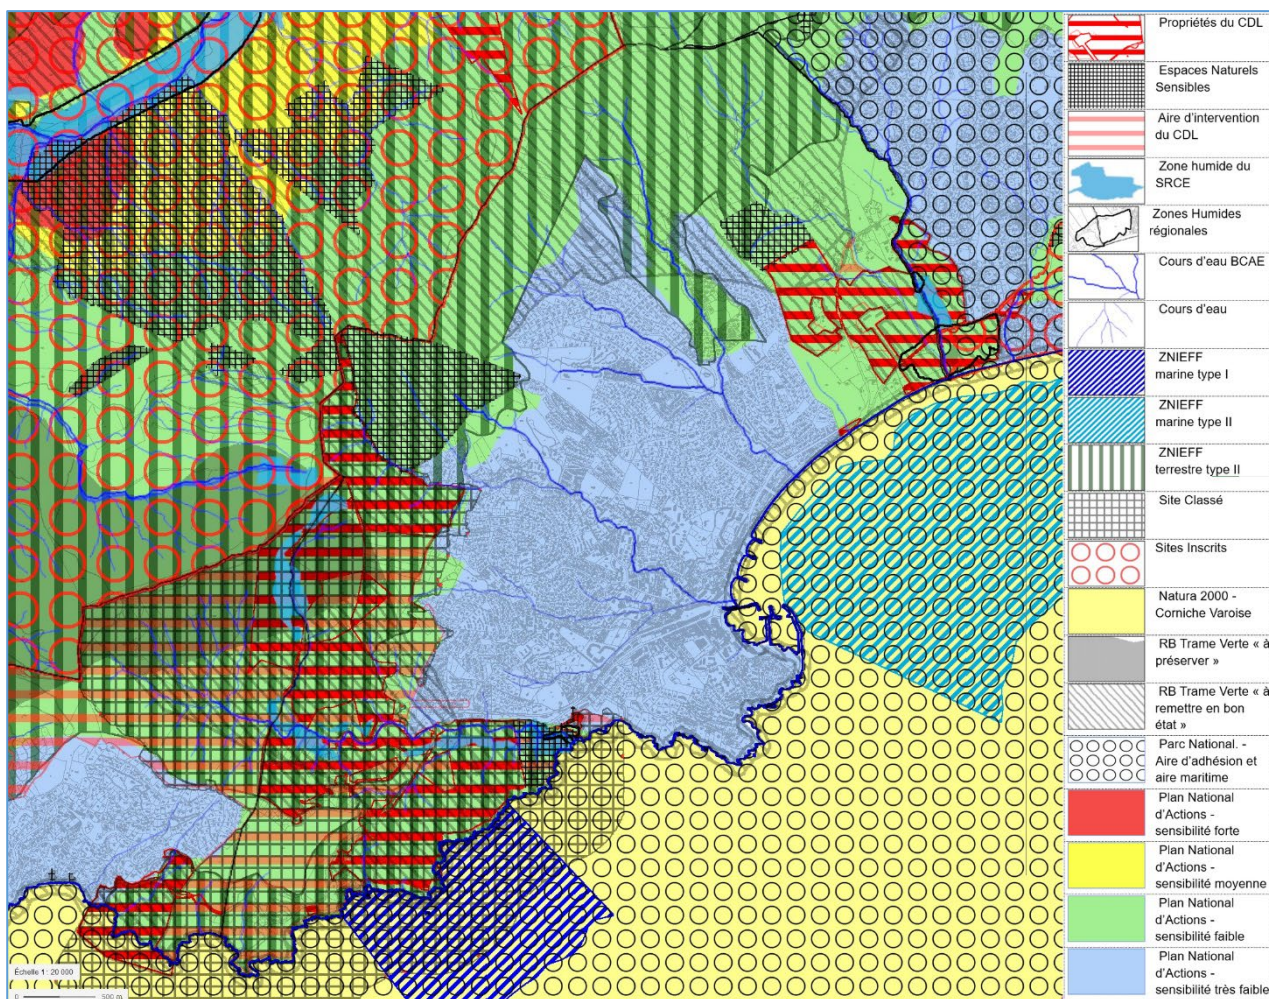 Propriétés du CDL
Espaces Naturels
Sensibles
Aire d'intervention
du CDL
Zone humide du
SRCE
Zones Humides
régionales
Cours d'eau BCAE
Cours d'eau
ZNIEFF
marine type I
ZNIEFF
marine type II
ZNIEFF
terrestre type II
Site Classé
Sites Inscrits
Natura 2000 -
Corniche Varoise
RB Trame Verte « à
préserver »
RB Trame Verte « à
remettre en bon
état »
Parc National. -
Aire d'adhésion et
aire maritime
Plan National
d'Actions -
sensibilité forte
Plan National
d'Actions -
sensibilité moyenne
Plan National
d'Actions -
sensibilité faible
Plan National
d'Actions -
sensibilité très faible
Échelle 1 : 20 000
0 500 m